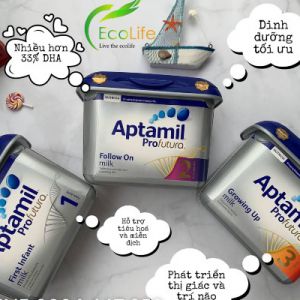 EcoLife
Live the ecolife
Nhiều hơn
33% DHA
Dinh
dưỡng
tối ưu
Aptamil
Profutura
Follow On
milk
2
Aptamil
Profutura
1
First Infant
milk
Aptamil
Profutura
Growing Up
milk
3
Hỗ trợ
tiêu hoá
và miễn
dịch
Phát triển
thị giác và
trí não